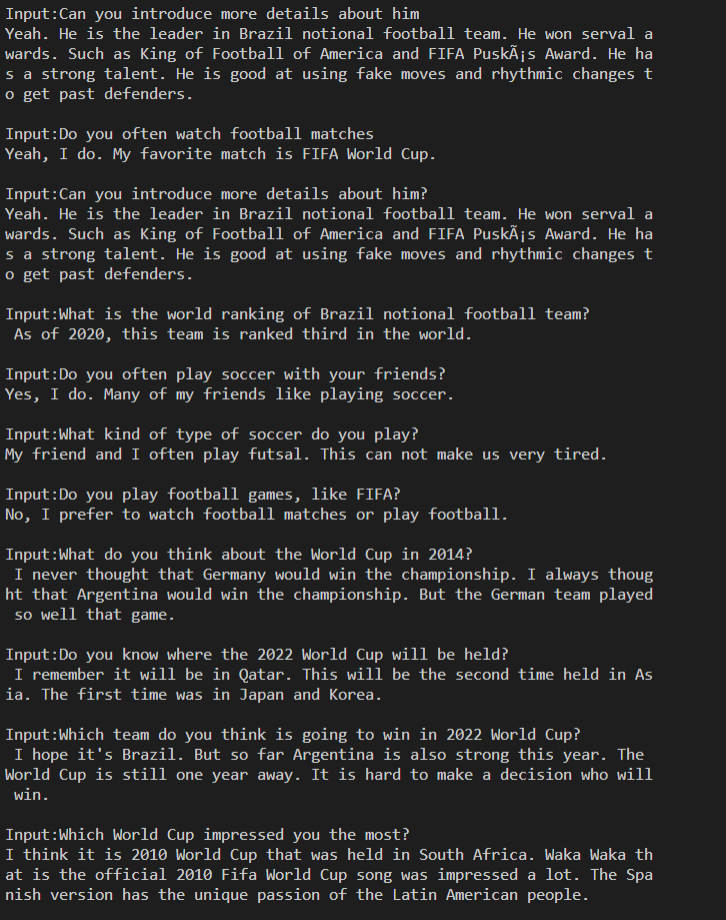 Input:Can you introduce more details about him
Yeah. He is the leader in Brazil notional football team. He won serval a
wards. Such as King of Football of America and FIFA PuskÃ¡s Award. He ha
s a strong talent. He is good at using fake moves and rhythmic changes t
o get past defenders.

Input:Do you often watch football matches
Yeah, I do. My favorite match is FIFA World Cup.

Input:Can you introduce more details about him?
Yeah. He is the leader in Brazil notional football team. He won serval a
wards. Such as King of Football of America and FIFA PuskÃ¡s Award. He ha
s a strong talent. He is good at using fake moves and rhythmic changes t
o get past defenders.

Input:What is the world ranking of Brazil notional football team?
 As of 2020, this team is ranked third in the world.

Input:Do you often play soccer with your friends?
Yes, I do. Many of my friends like playing soccer.

Input:What kind of type of soccer do you play?
My friend and I often play futsal. This can not make us very tired.

Input:Do you play football games, like FIFA?
No, I prefer to watch football matches or play football.

Input:What do you think about the World Cup in 2014?
 I never thought that Germany would win the championship. I always thoug
ht that Argentina would win the championship. But the German team played
 so well that game.

Input:Do you know where the 2022 World Cup will be held?
 I remember it will be in Qatar. This will be the second time held in As
ia. The first time was in Japan and Korea.

Input:Which team do you think is going to win in 2022 World Cup?
 I hope it's Brazil. But so far Argentina is also strong this year. The
World Cup is still one year away. It is hard to make a decision who will
 win.

Input:Which World Cup impressed you the most?
I think it is 2010 World Cup that was held in South Africa. Waka Waka th
at is the official 2010 Fifa World Cup song was impressed a lot. The Spa
nish version has the unique passion of the Latin American people.